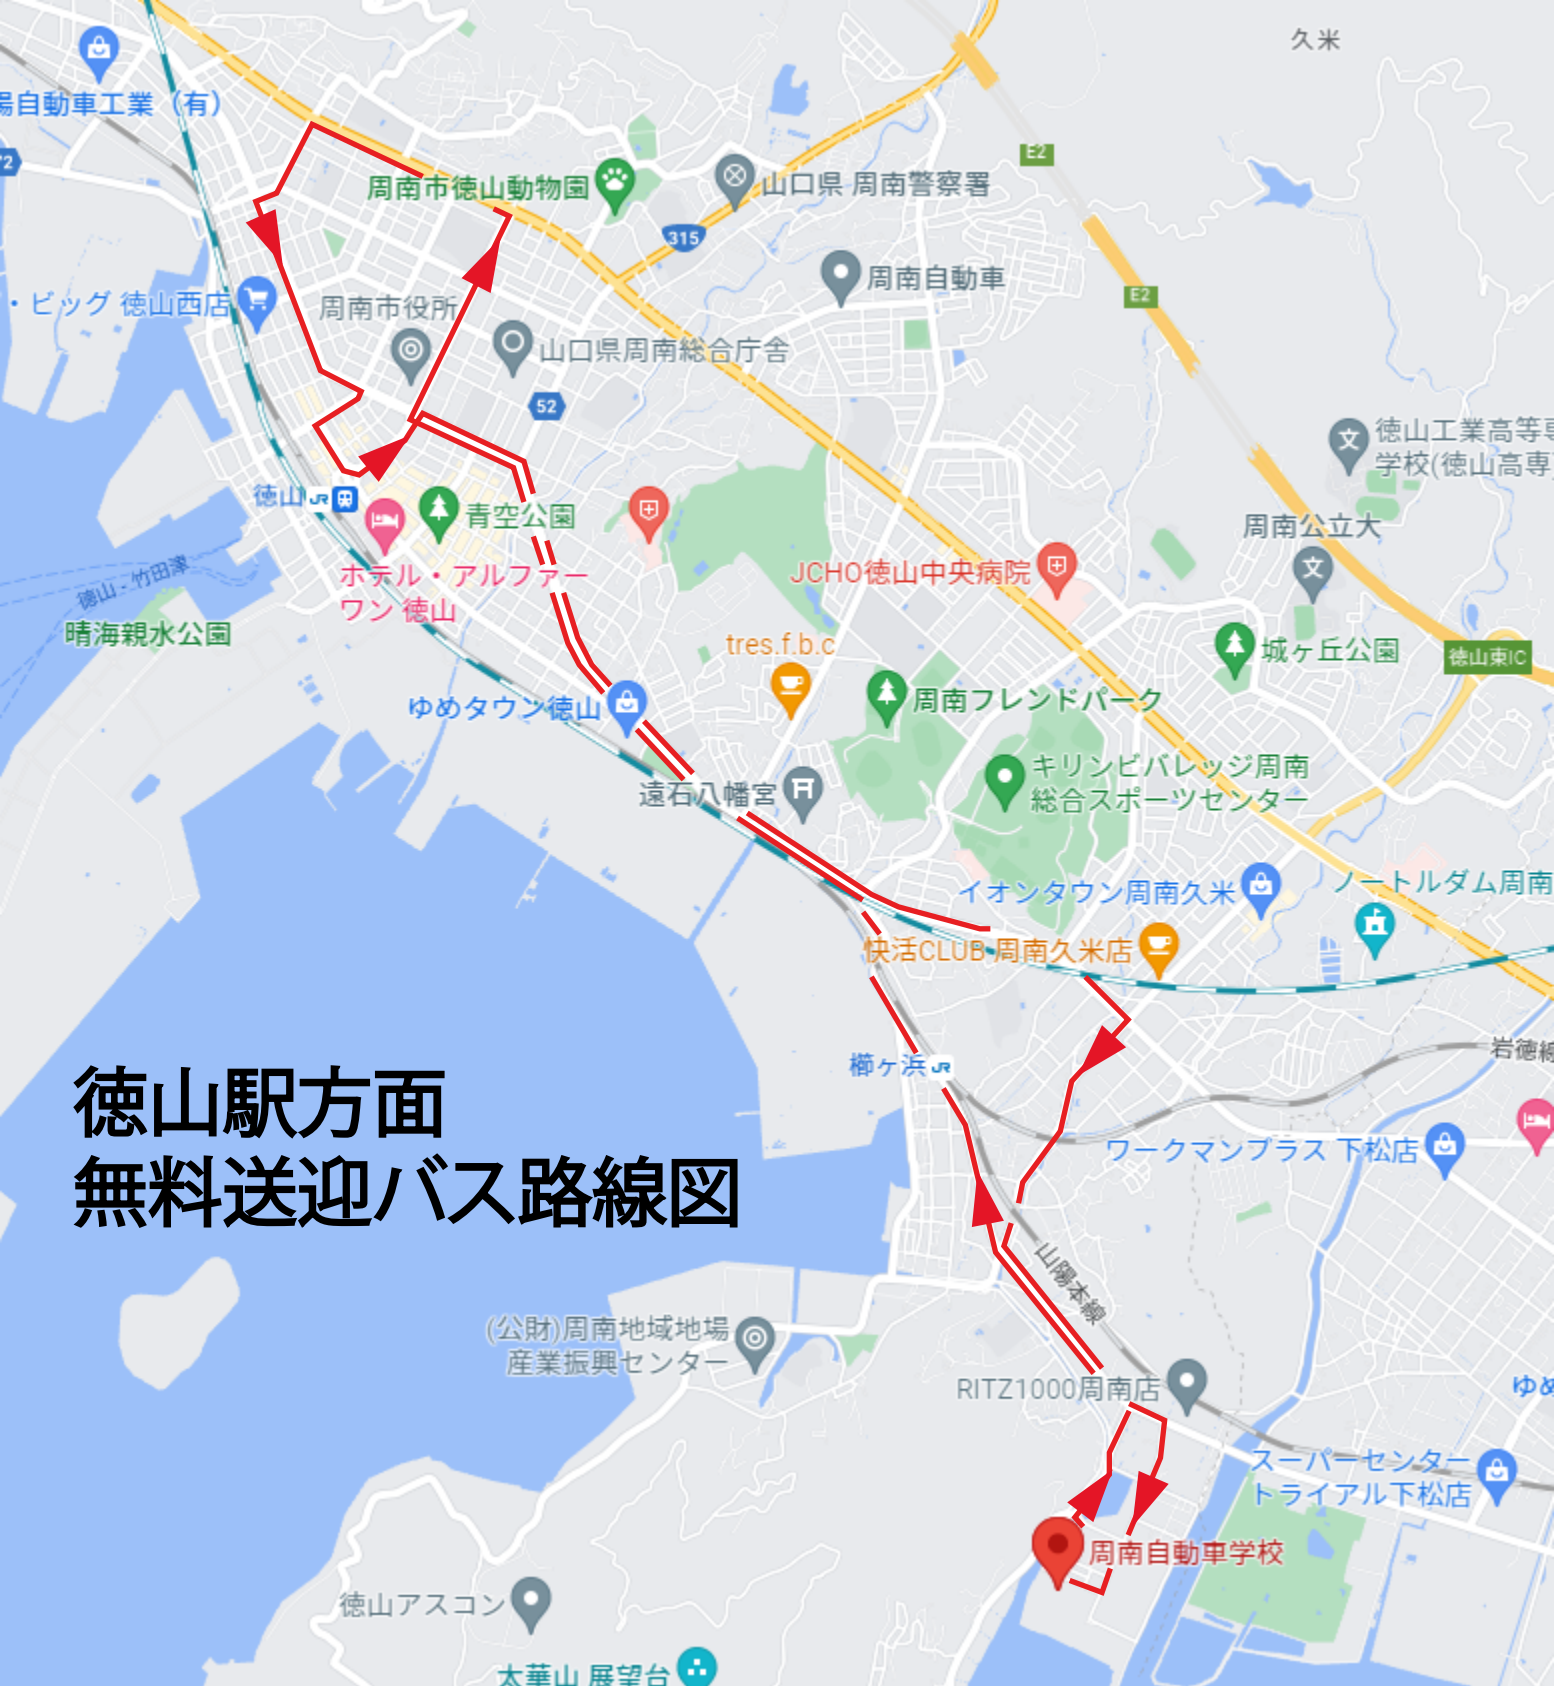 久米
陽自動車工業（有）
E2
72
周南市徳山動物園
山口県 周南警察署
315
周南自動車
E2
・ビッグ 徳山西店
周南市役所
山口県周南総合庁舎
52
徳山工業高等専
学校(徳山高専)
徳山
JR
青空公園
周南公立大
ホテル・アルファー
ワン 徳山
JCHO徳山中央病院
徳山 - 竹田津
晴海親水公園
tres.f.b.c
城ヶ丘公園
徳山東IC
周南フレンドパーク
ゆめタウン徳山
キリンビバレッジ周南
総合スポーツセンター
遠石八幡宮
イオンタウン周南久米
ノートルダム周南
快活CLUB 周南久米店
岩徳線
櫛ヶ浜
JR
徳山駅方面
無料送迎バス路線図
ワークマンプラス 下松店
山陽本線
(公財)周南地域地場
産業振興センター
RITZ1000周南店
ゆめ
スーパーセンター
トライアル下松店
周南自動車学校
徳山アスコン
太華山 展望台